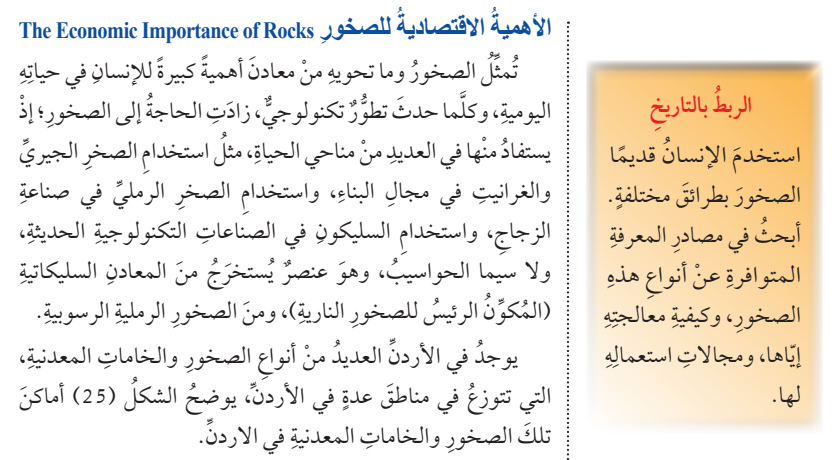 الأهميةُ الاقتصاديةُ للصخورِ The Economic Importance of Rocks
تُمثِّلُ الصخورُ وما تحويهِ منْ معادنَ أهميةً كبيرةً للإنسانِ في حياتِهِ
اليوميةِ، وكلَّما حدثَ تطوُّرٌ تكنولوجيٌّ، زادَتِ الحاجةُ إلى الصخورِ؛ إذْ
يستفادُ منْها في العديدِ منْ مناحي الحياةِ، مثلُ استخدامِ الصخرِ الجيريِّ
والغرانيتِ في مجالِ البناءِ، واستخدامِ الصخرِ الرمليِّ في صناعةِ
الزجاجِ، واستخدامِ السليكونِ في الصناعاتِ التكنولوجيةِ الحديثةِ،
ولا سيما الحواسيبُ، وهوَ عنصرٌ يُستخرَجُ منَ المعادنِ السليكاتيةِ
(المُكوِّنُ الرئيسُ للصخورِ الناريةِ)، ومنَ الصخورِ الرمليةِ الرسوبيةِ.
يوجدُ في الأردنِّ العديدُ منْ أنواعِ الصخورِ والخاماتِ المعدنيةِ،
التي تتوزعُ في مناطقَ عدةٍ في الأردنِّ، يوضحُ الشكلُ (25) أماكنَ
تلكَ الصخورِ والخاماتِ المعدنيةِ في الاردنِّ.
الربطُ بالتاريخِ
استخدمَ الإنسانُ قديمًا
الصخورَ بطرائقَ مختلفةٍ.
أبحثُ في مصادرِ المعرفةِ
المتوافرةِ عنْ أنواعِ هذهِ
الصخورِ، وكيفيةِ معالجتِهِ
إيّاها، ومجالاتِ استعمالِهِ
لها.